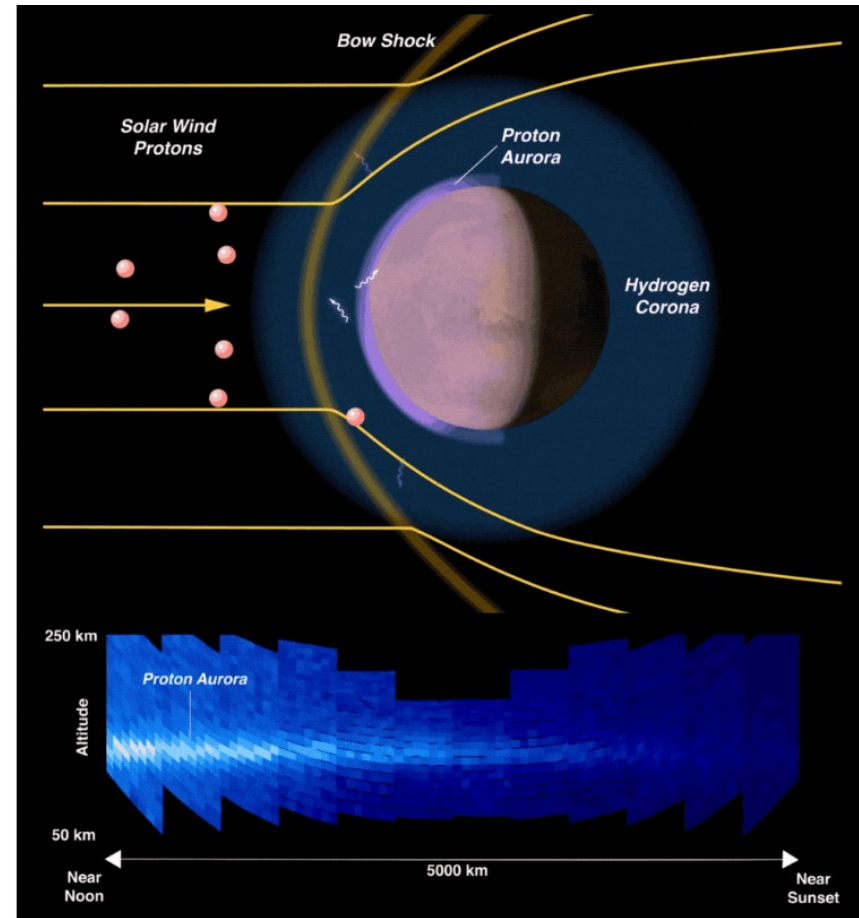 Bow Shock
Solar Wind
Protons
Proton
Aurora
Hydrogen
Corona
250 km
Proton Aurora
Altitude
50 km
5000 km
Near
Noon
Near
Sunset